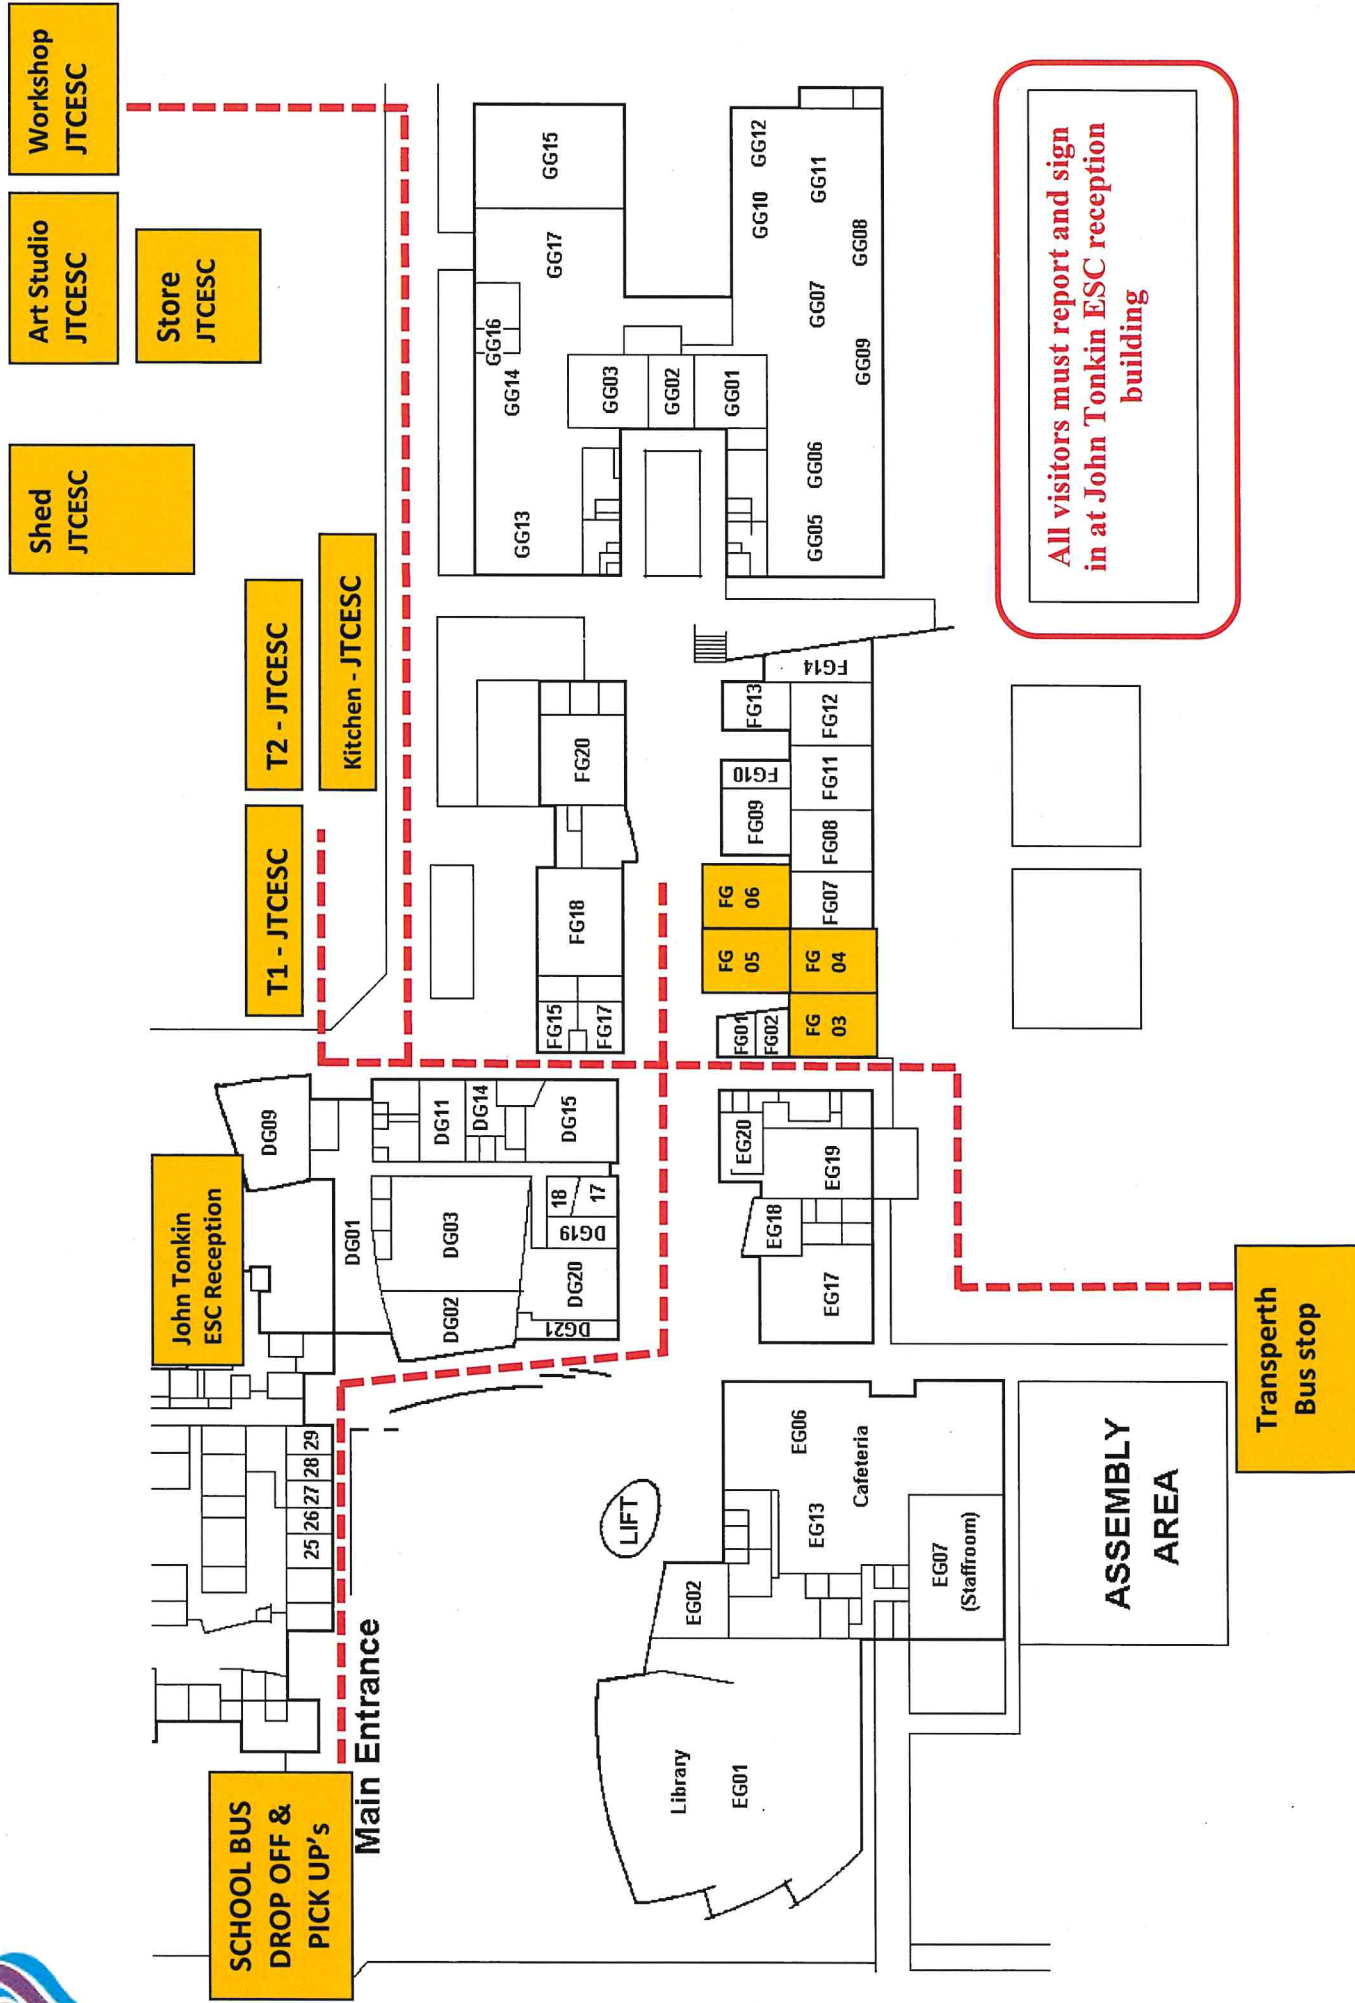 SCHOOL BUS
DROP OFF &
PICK UP's
Main Entrance
25
26
27
28
29
John Tonkin
ESC Reception
DG09
DG01
DG02
DG03
DG11
DG14
DG15
18
17
DG19
DG20
DG21
T1 - JTCESC
T2 - JTCESC
Kitchen - JTCESC
Shed
JTCESC
Art Studio
JTCESC
Store
JTCESC
Workshop
JTCESC
LIFT
Library
EG01
EG02
EG06
EG13
Cafeteria
EG07
(Staffroom)
EG17
EG18
EG19
EG20
FG15
FG17
FG18
FG20
FG01
FG02
FG
03
FG
04
FG
05
FG
06
FG07
FG08
FG09
FG10
FG11
FG12
FG13
FG14
GG13
GG14
GG16
GG17
GG15
GG03
GG02
GG01
GG05
GG06
GG09
GG07
GG08
GG10
GG11
GG12
ASSEMBLY
AREA
Transperth
Bus stop
All visitors must report and sign
in at John Tonkin ESC reception
building